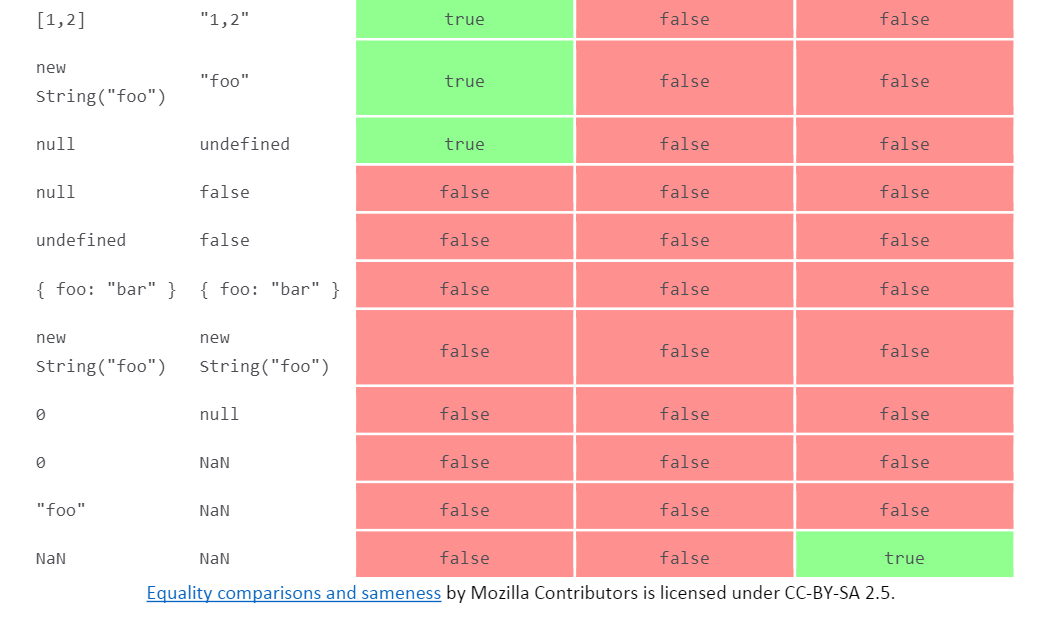 [1,2] "1,2" true false false
new
String("foo") "foo" true false false
null undefined true false false
null false false false false
undefined false false false false
{ foo: "bar" } { foo: "bar" } false false false
new new
String("foo") String("foo") false false false
0 null false false false
0 NaN false false false
"foo" NaN false false false
NaN NaN false false true
Equality comparisons and sameness by Mozilla Contributors is licensed under CC-BY-SA 2.5.